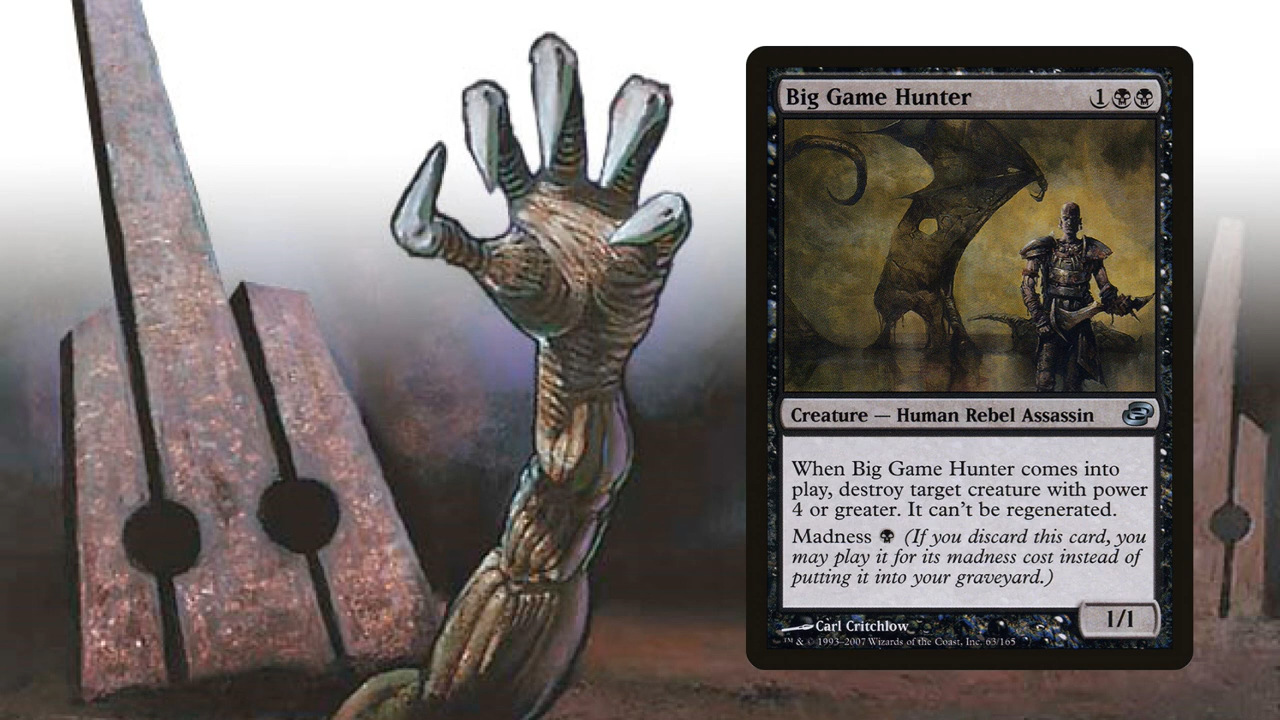 Big Game Hunter 1
Creature — Human Rebel Assassin
When Big Game Hunter comes into
play, destroy target creature with power
4 or greater. It can't be regenerated.
Madness (If you discard this card, you
may play it for its madness cost instead of
putting it into your graveyard.)
1/1
Carl Critchlow
™ & © 1993–2007 Wizards of the Coast, Inc. 63/165